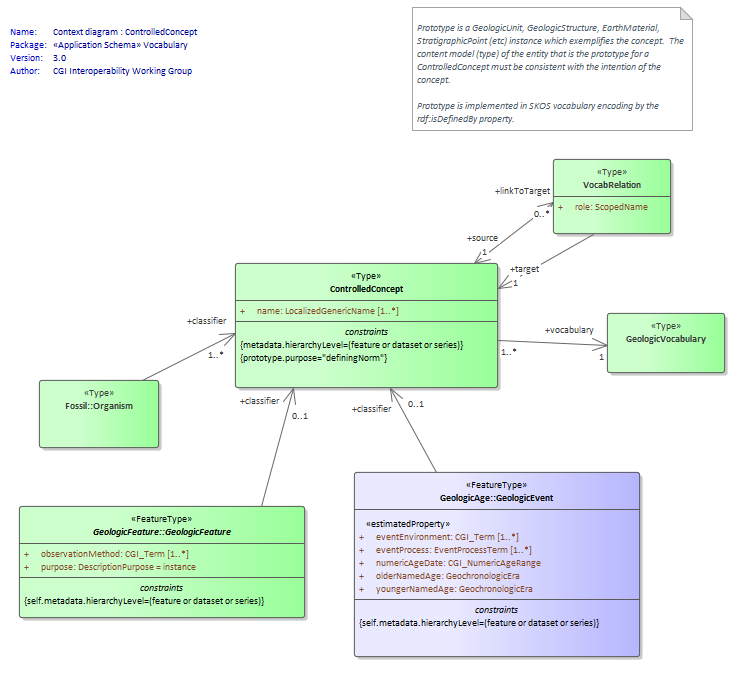 Name: Context diagram : ControlledConcept
Package: «Application Schema» Vocabulary
Version: 3.0
Author: CGI Interoperability Working Group
Prototype is a GeologicUnit, GeologicStructure, EarthMaterial,
StratigraphicPoint (etc) instance which exemplifies the concept. The
content model (type) of the entity that is the prototype for a
ControlledConcept must be consistent with the intention of the
concept.
Prototype is implemented in SKOS vocabulary encoding by the
rdf:isDefinedBy property.
«Type»
VocabRelation
+ role: ScopedName
+linkToTarget
0..*
+source
1
+target
1
«Type»
ControlledConcept
+ name: LocalizedGenericName [1..*]
constraints
{metadata.hierarchyLevel=(feature or dataset or series)}
{prototype.purpose="definingNorm"}
+classifier
1..*
+vocabulary
1..*
1
«Type»
GeologicVocabulary
«Type»
Fossil::Organism
+classifier
0..1
+classifier
0..1
«FeatureType»
GeologicFeature::GeologicFeature
+ observationMethod: CGI_Term [1..*]
+ purpose: DescriptionPurpose = instance
constraints
{self.metadata.hierarchyLevel=(feature or dataset or series)}
«FeatureType»
GeologicAge::GeologicEvent
«estimatedProperty»
+ eventEnvironment: CGI_Term [1..*]
+ eventProcess: EventProcessTerm [1..*]
+ numericAgeDate: CGI_NumericAgeRange
+ olderNamedAge: GeochronologicEra
+ youngerNamedAge: GeochronologicEra
constraints
{self.metadata.hierarchyLevel=(feature or dataset or series)}